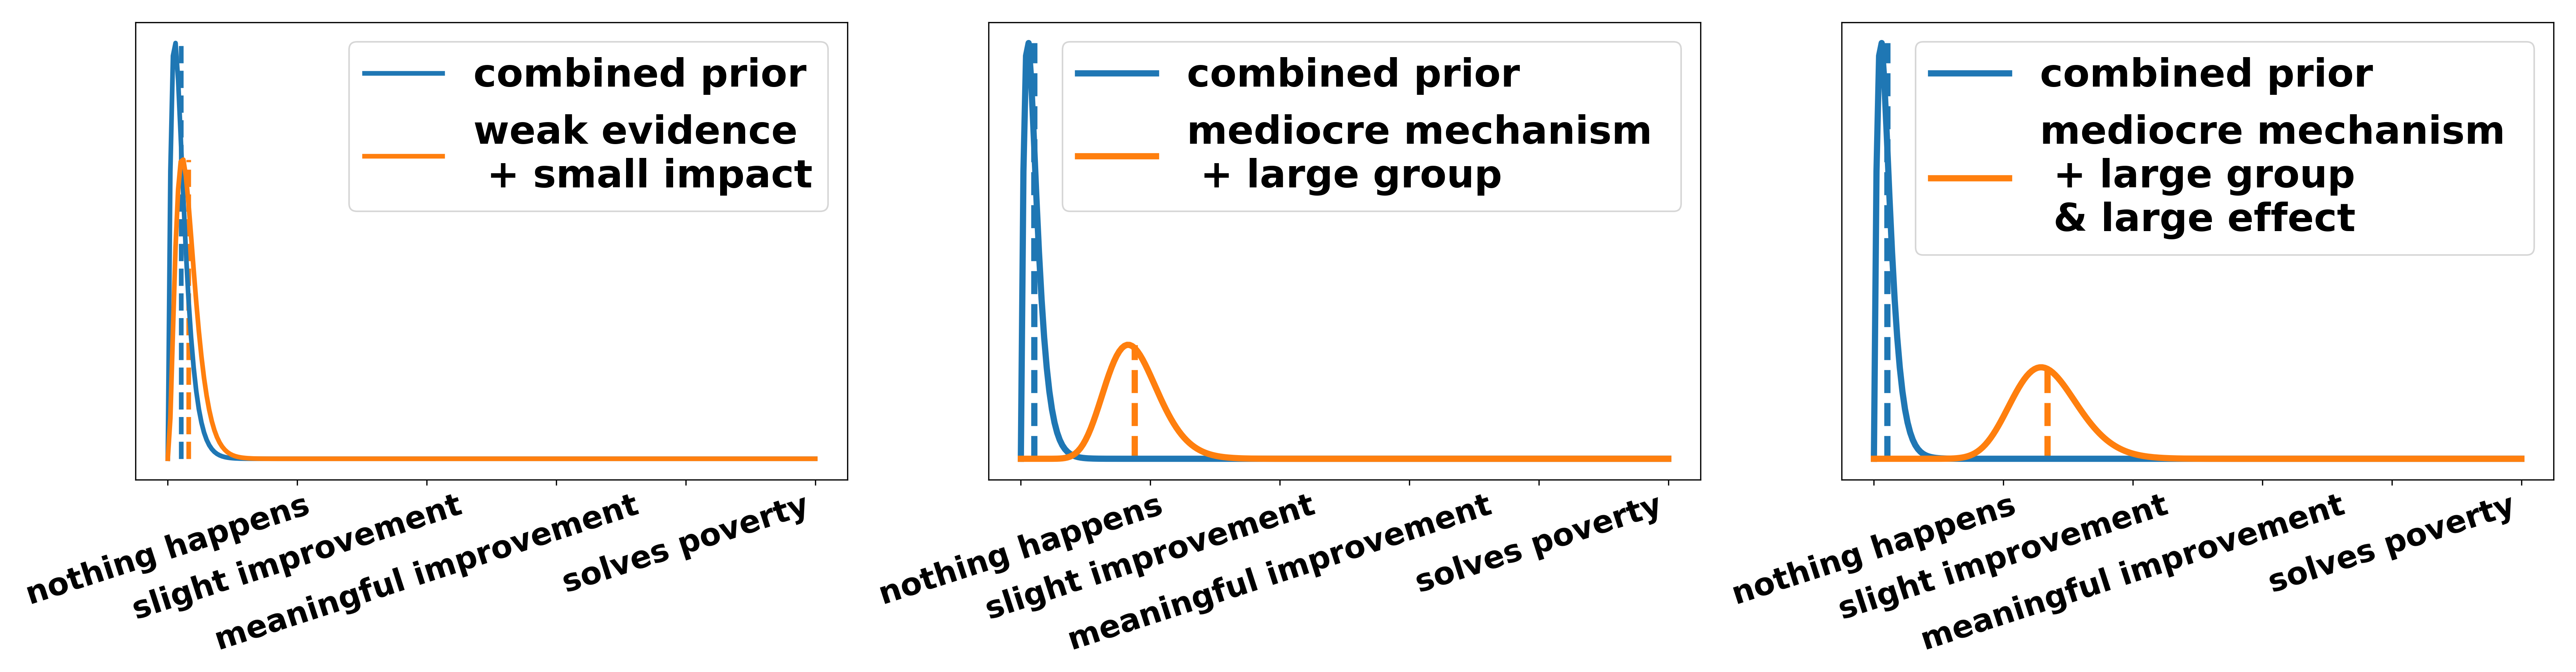 combined prior
weak evidence
+ small impact
nothing happens
slight improvement
meaningful improvement
solves poverty
combined prior
mediocre mechanism
+ large group
nothing happens
slight improvement
meaningful improvement
solves poverty
combined prior
mediocre mechanism
+ large group
& large effect
nothing happens
slight improvement
meaningful improvement
solves poverty